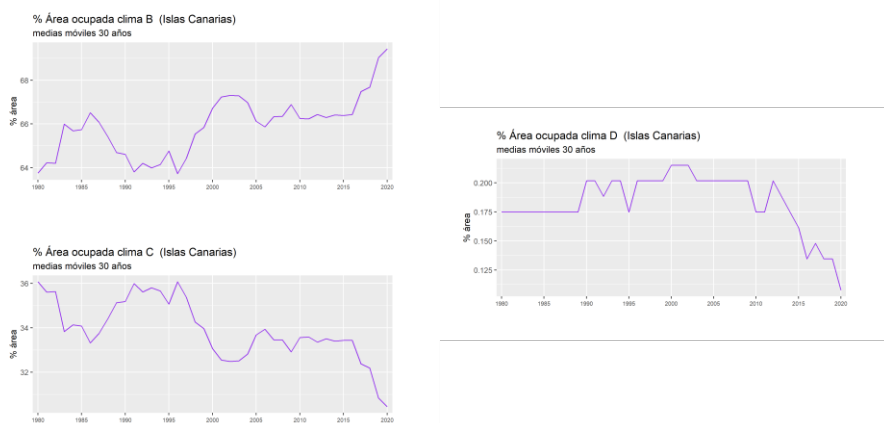 % Área ocupada clima B (Islas Canarias)
medias móviles 30 años
% área
68
66
64
1980 1985 1990 1995 2000 2005 2010 2015 2020
% Área ocupada clima C (Islas Canarias)
medias móviles 30 años
% área
36
34
32
1980 1985 1990 1995 2000 2005 2010 2015 2020
% Área ocupada clima D (Islas Canarias)
medias móviles 30 años
% área
0.200
0.175
0.150
0.125
1980 1985 1990 1995 2000 2005 2010 2015 2020